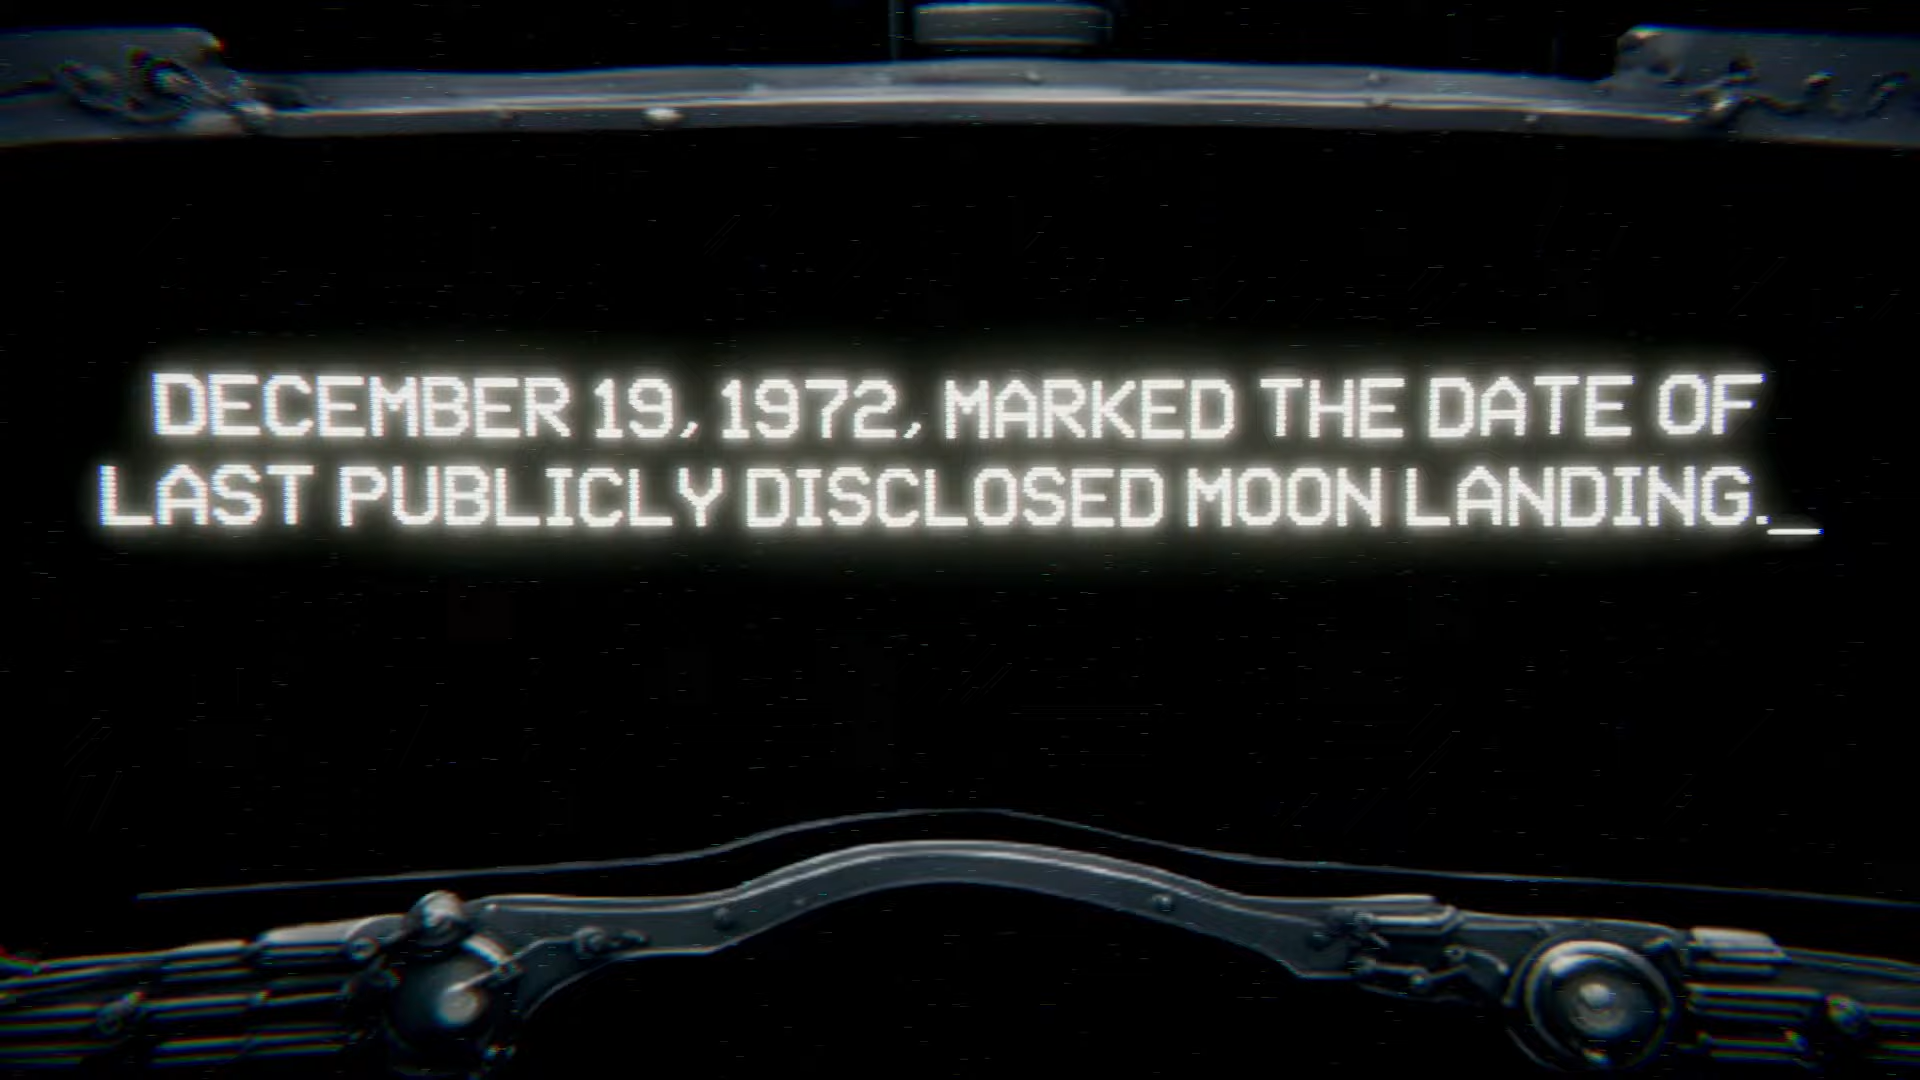 DECEMBER 19, 1972, MARKED THE DATE OF
LAST PUBLICLY DISCLOSED MOON LANDING._